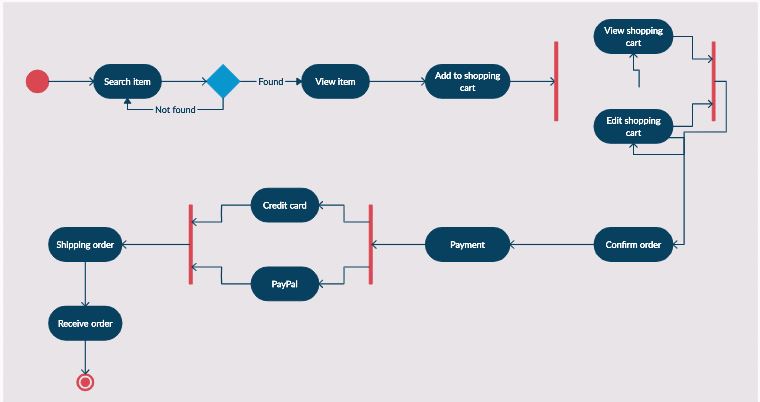 View shopping
cart
Search item
Found
View item
Add to shopping
cart
Not found
Edit shopping
cart
Credit card
Shipping order
Payment
Confirm order
PayPal
Receive order